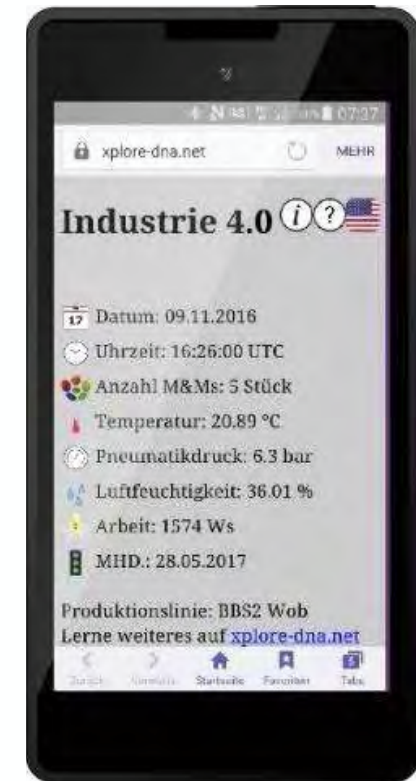 07:27
xplore-dna.net MEHR
Industrie 4.0 i ?
17 Datum: 09.11.2016
Uhrzeit: 16:26:00 UTC
Anzahl M&Ms: 5 Stück
Temperatur: 20.89 °C
Pneumatikdruck: 6.3 bar
Luftfeuchtigkeit: 36.01 %
Arbeit: 1574 Ws
MHD.: 28.05.2017
Produktionslinie: BBS2 Wob
Lerne weiteres auf xplore-dna.net
Startseite Favoriten Tabs